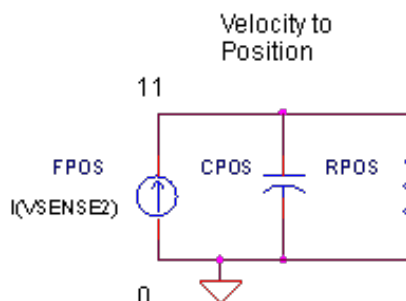 Velocity to
Position
11
FPOS
CPOS
RPOS
I(VSENSE2)
0